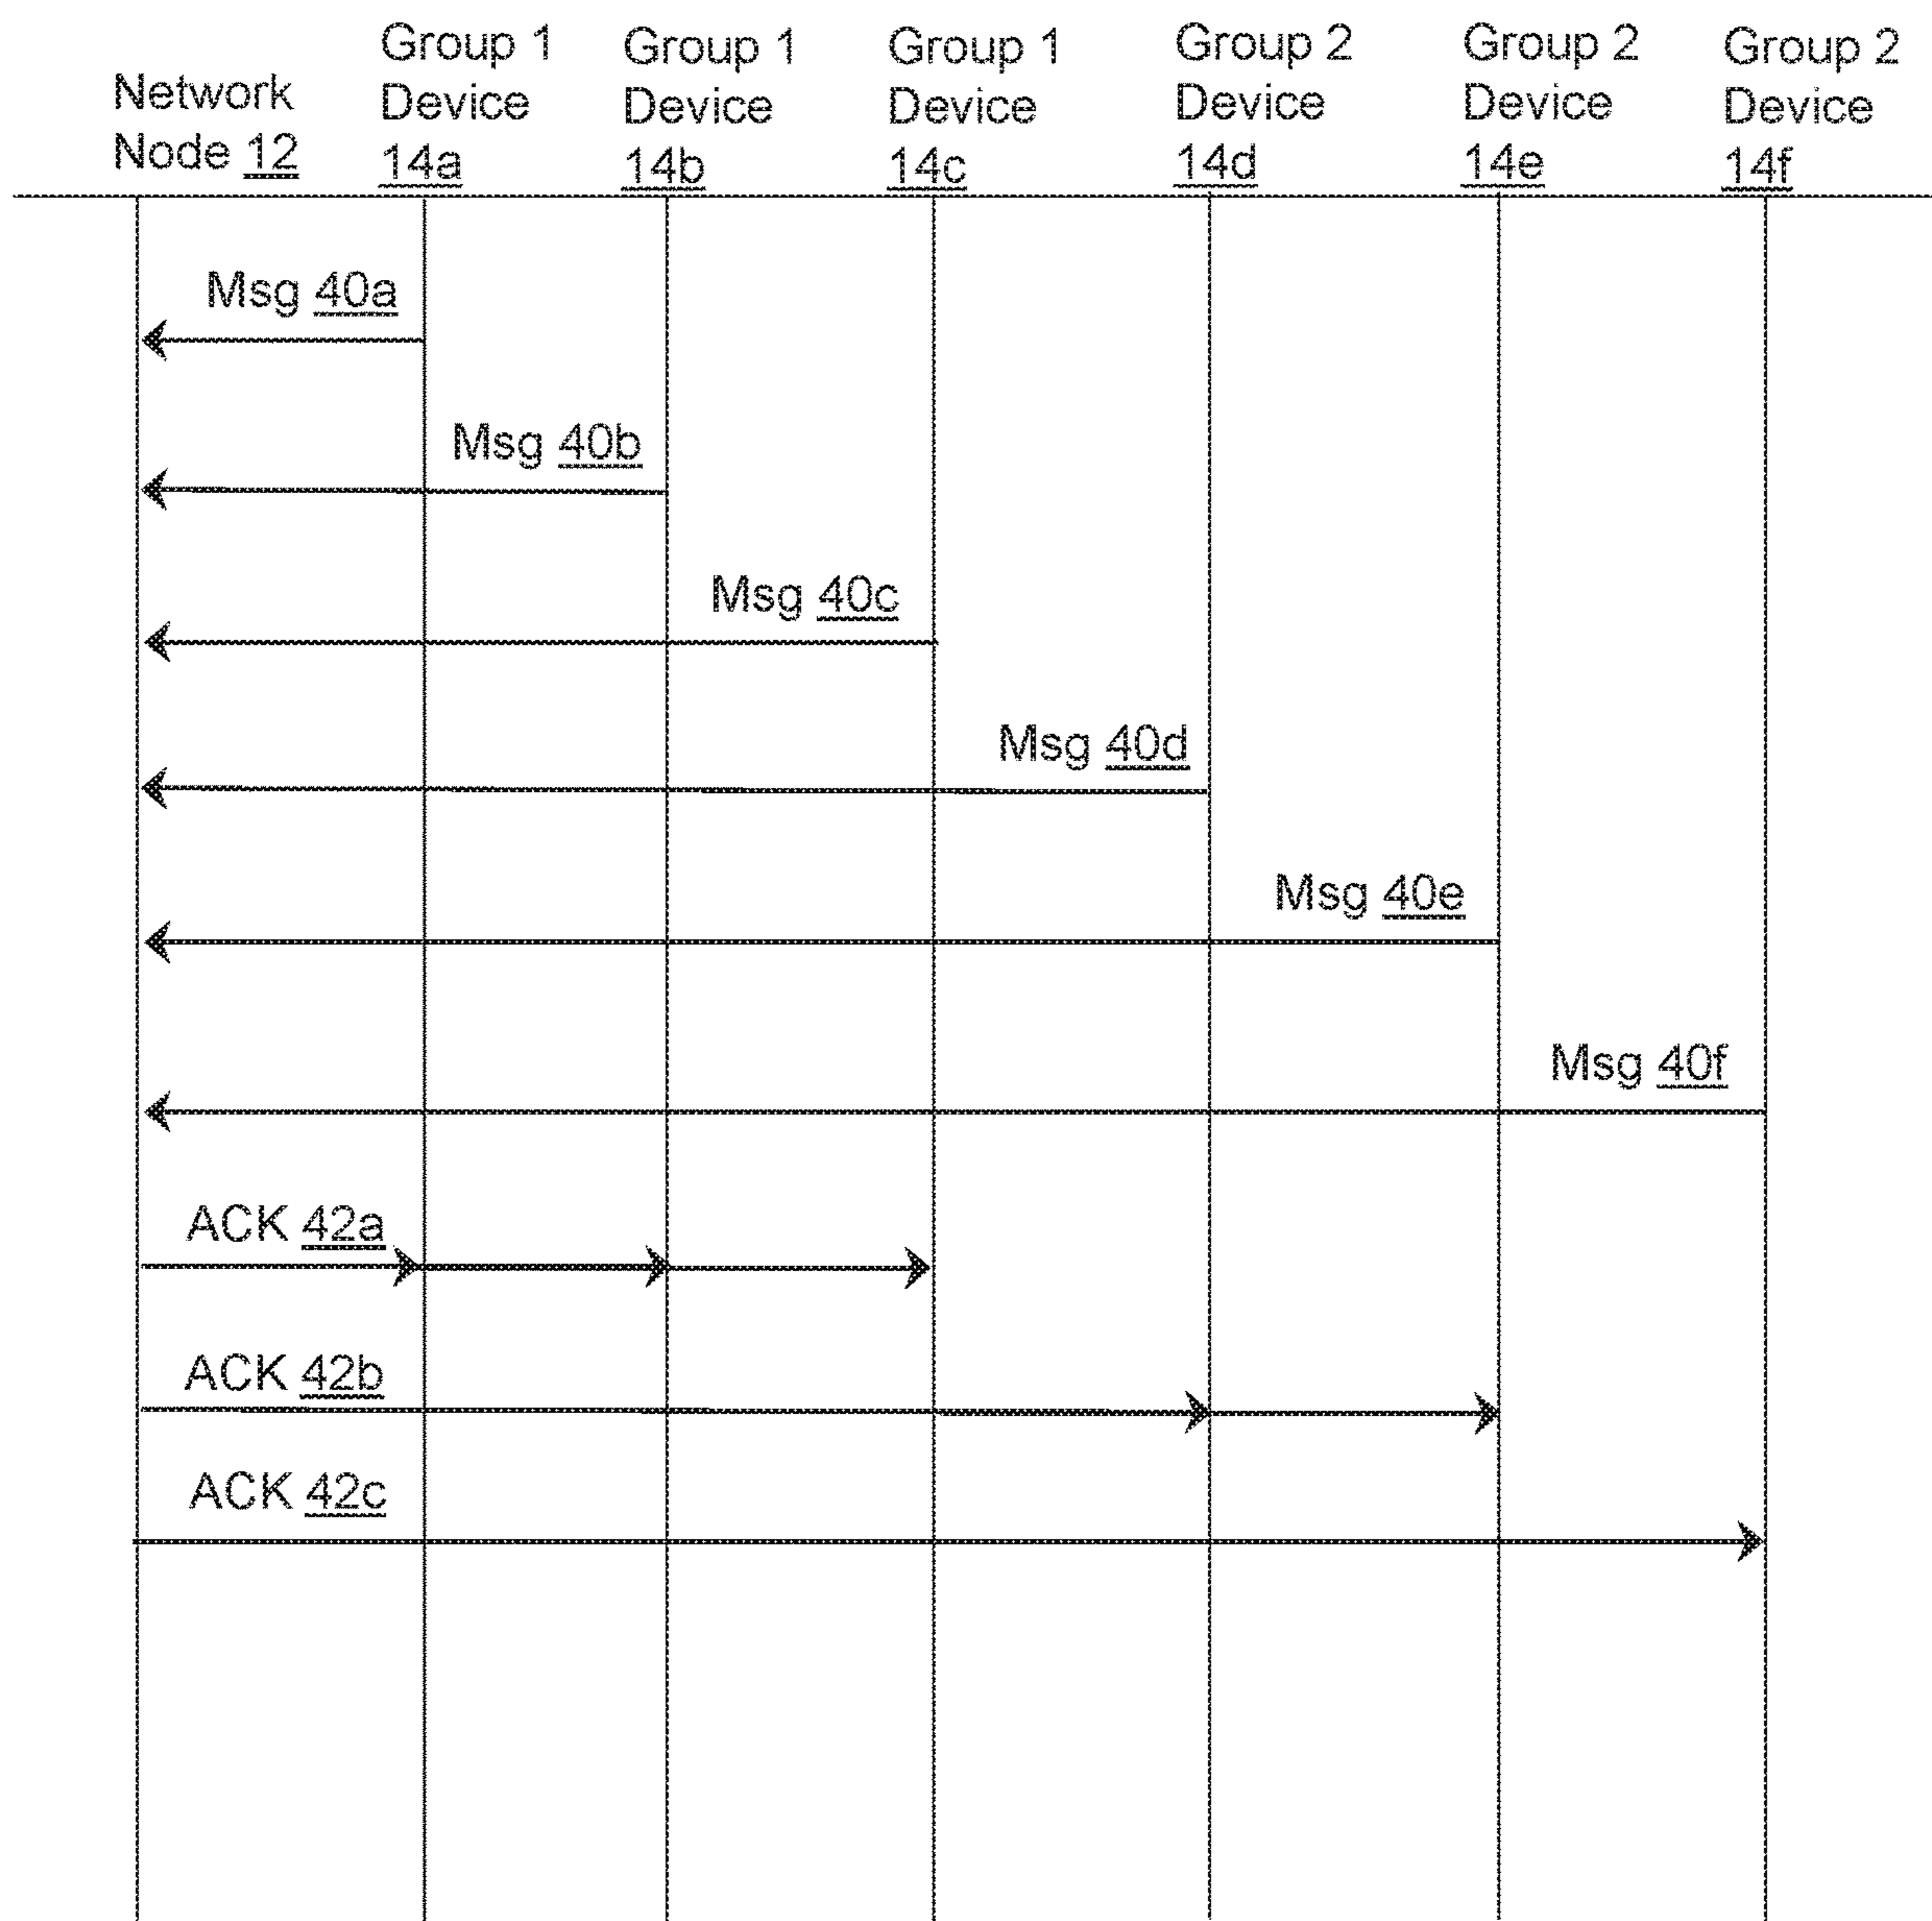 Network
Node 12
Group 1
Device
14a
Group 1
Device
14b
Group 1
Device
14c
Group 2
Device
14d
Group 2
Device
14e
Group 2
Device
14f
Msg 40a
Msg 40b
Msg 40c
Msg 40d
Msg 40e
Msg 40f
ACK 42a
ACK 42b
ACK 42c